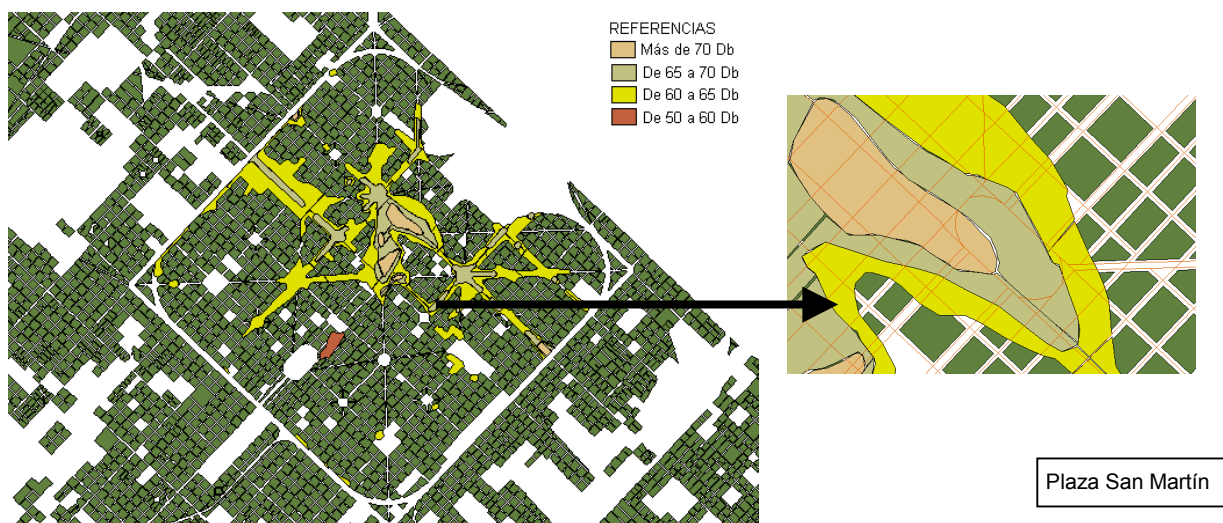 REFERENCIAS
Más de 70 Db
De 65 a 70 Db
De 60 a 65 Db
De 50 a 60 Db
Plaza San Martín